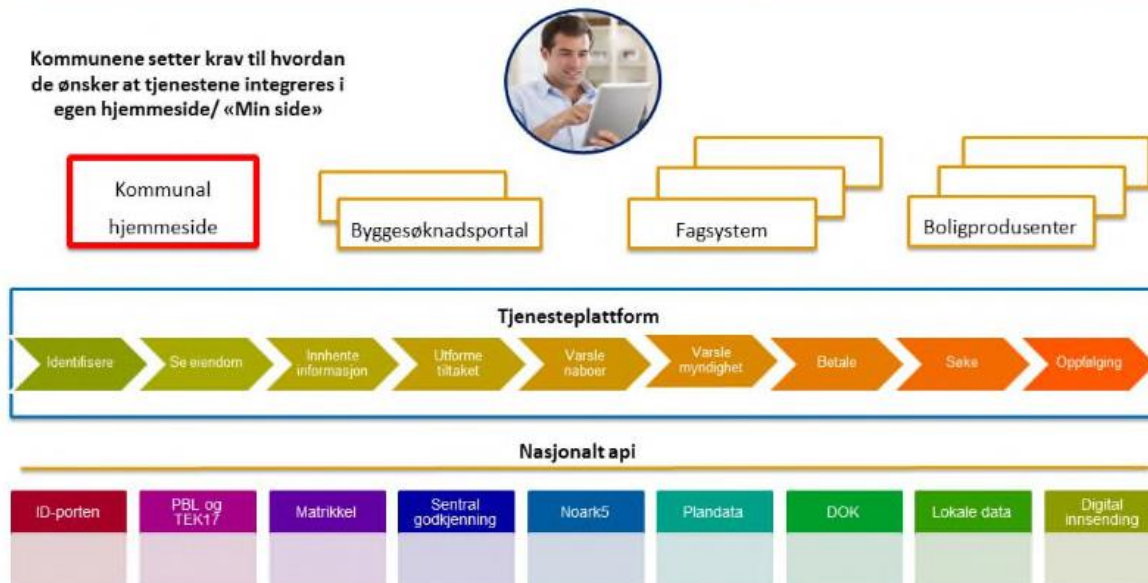 Kommunene setter krav til hvordan
de ønsker at tjenestene integreres i
egen hjemmeside/ «Min side»
Kommunal
hjemmeside
Byggesøknadsportal
Fagsystem
Boligprodusenter
Tjenesteplattform
Identifisere
Se eiendom
Innhente
informasjon
Utforme
tiltaket
Varsle
naboer
Varsle
myndighet
Betale
Søke
Oppfølging
Nasjonalt api
ID-porten
PBL og
TEK17
Matrikkel
Sentral
godkjenning
Noark5
Plandata
DOK
Lokale data
Digital
innsending